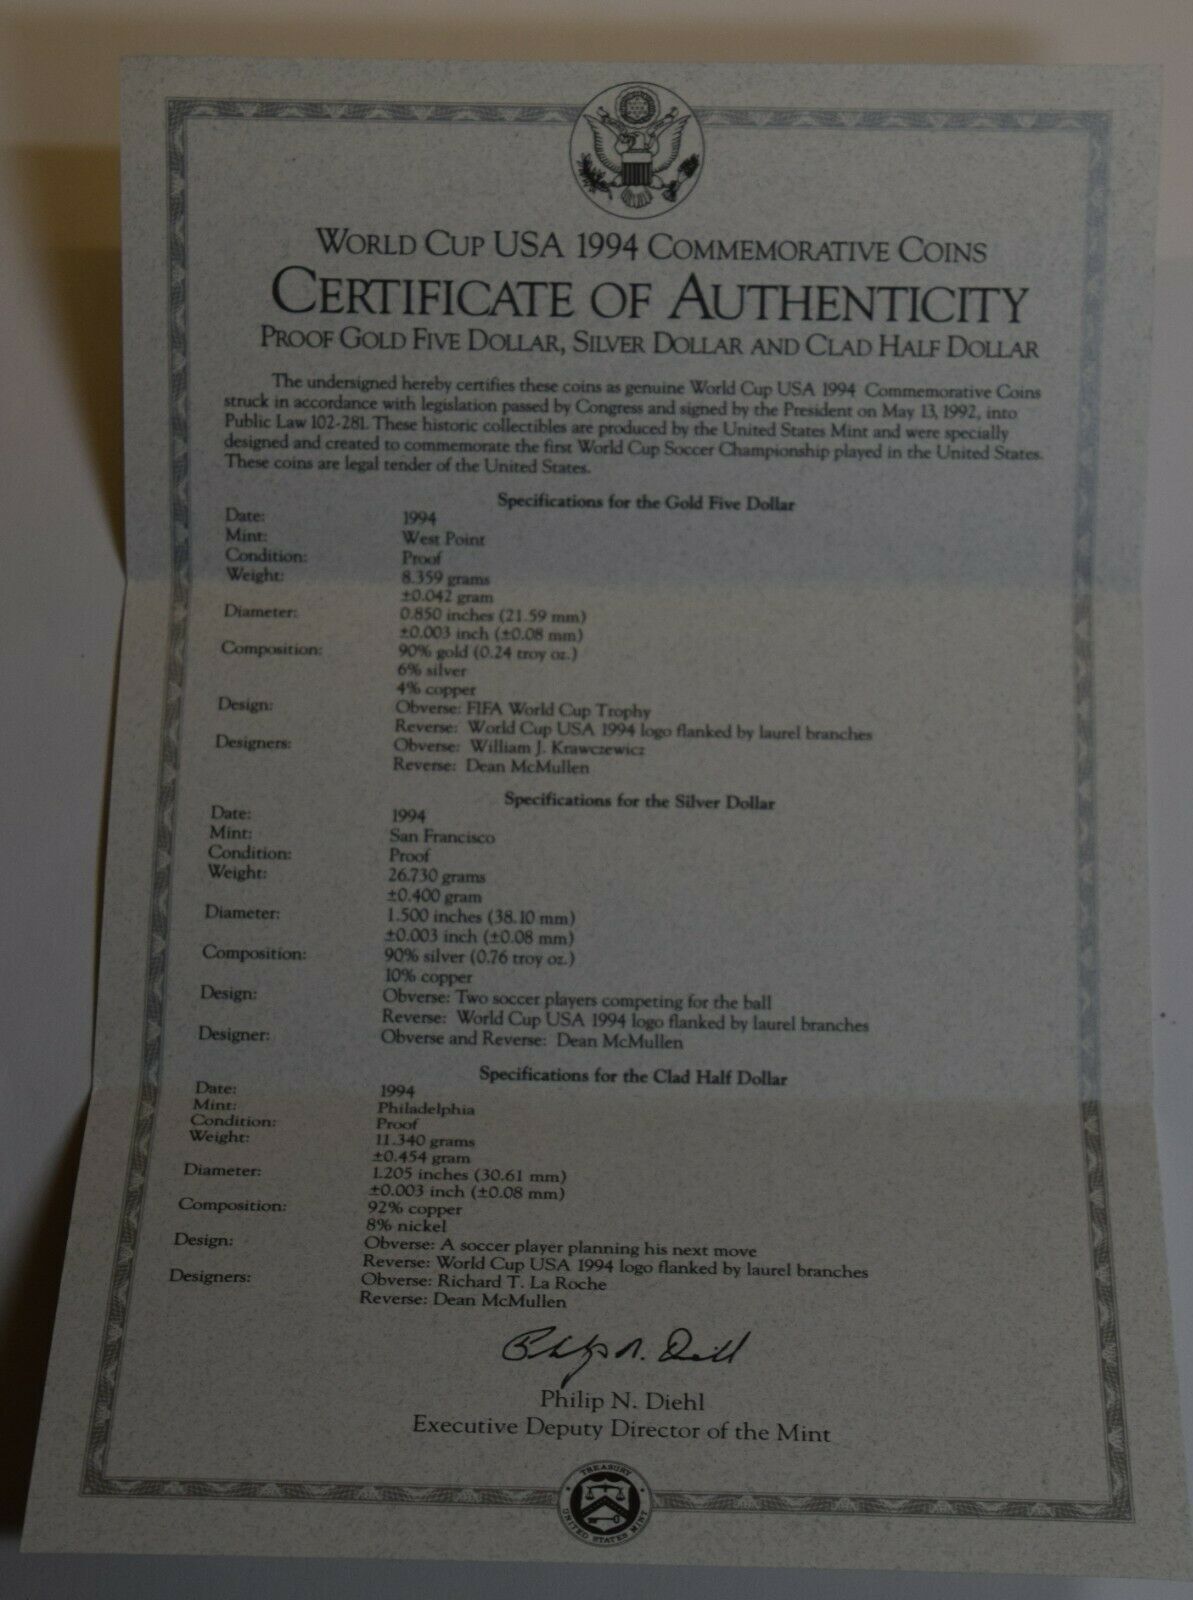 WORLD CUP USA 1994 COMMEMORATIVE COINS
CERTIFICATE OF AUTHENTICITY
PROOF GOLD FIVE DOLLAR, SILVER DOLLAR AND CLAD HALF DOLLAR
The undersigned hereby certifies these coins as genuine World Cup USA 1994 Commemorative Coins
struck in accordance with legislation passed by Congress and signed by the President on May 13, 1992, into
Public Law 102-281. These historic collectibles are produced by the United States Mint and were specially
designed and created to commemorate the first World Cup Soccer Championship played in the United States.
These coins are legal tender of the United States.
Specifications for the Gold Five Dollar
Date: 1994
Mint: West Point
Condition: Proof
Weight: 8.359 grams
±0.042 gram
Diameter: 0.850 inches (21.59 mm)
±0.003 inch (±0.08 mm)
Composition: 90% gold (0.24 troy oz.)
6% silver
4% copper
Design: Obverse: FIFA World Cup Trophy
Reverse: World Cup USA 1994 logo flanked by laurel branches
Designers: Obverse: William J. Krawczewicz
Reverse: Dean McMullen
Specifications for the Silver Dollar
Date: 1994
Mint: San Francisco
Condition: Proof
Weight: 26.730 grams
±0.400 gram
Diameter: 1.500 inches (38.10 mm)
±0.003 inch (±0.08 mm)
Composition: 90% silver (0.76 troy oz.)
10% copper
Design: Obverse: Two soccer players competing for the ball
Reverse: World Cup USA 1994 logo flanked by laurel branches
Designer: Obverse and Reverse: Dean McMullen
Specifications for the Clad Half Dollar
Date: 1994
Mint: Philadelphia
Condition: Proof
Weight: 11.340 grams
±0.454 gram
Diameter: 1.205 inches (30.61 mm)
±0.003 inch (±0.08 mm)
Composition: 92% copper
8% nickel
Design: Obverse: A soccer player planning his next move
Reverse: World Cup USA 1994 logo flanked by laurel branches
Designers: Obverse: Richard T. La Roche
Reverse: Dean McMullen
Philip N. Diehl
Philip N. Diehl
Executive Deputy Director of the Mint
TREASURY
UNITED STATES MINT